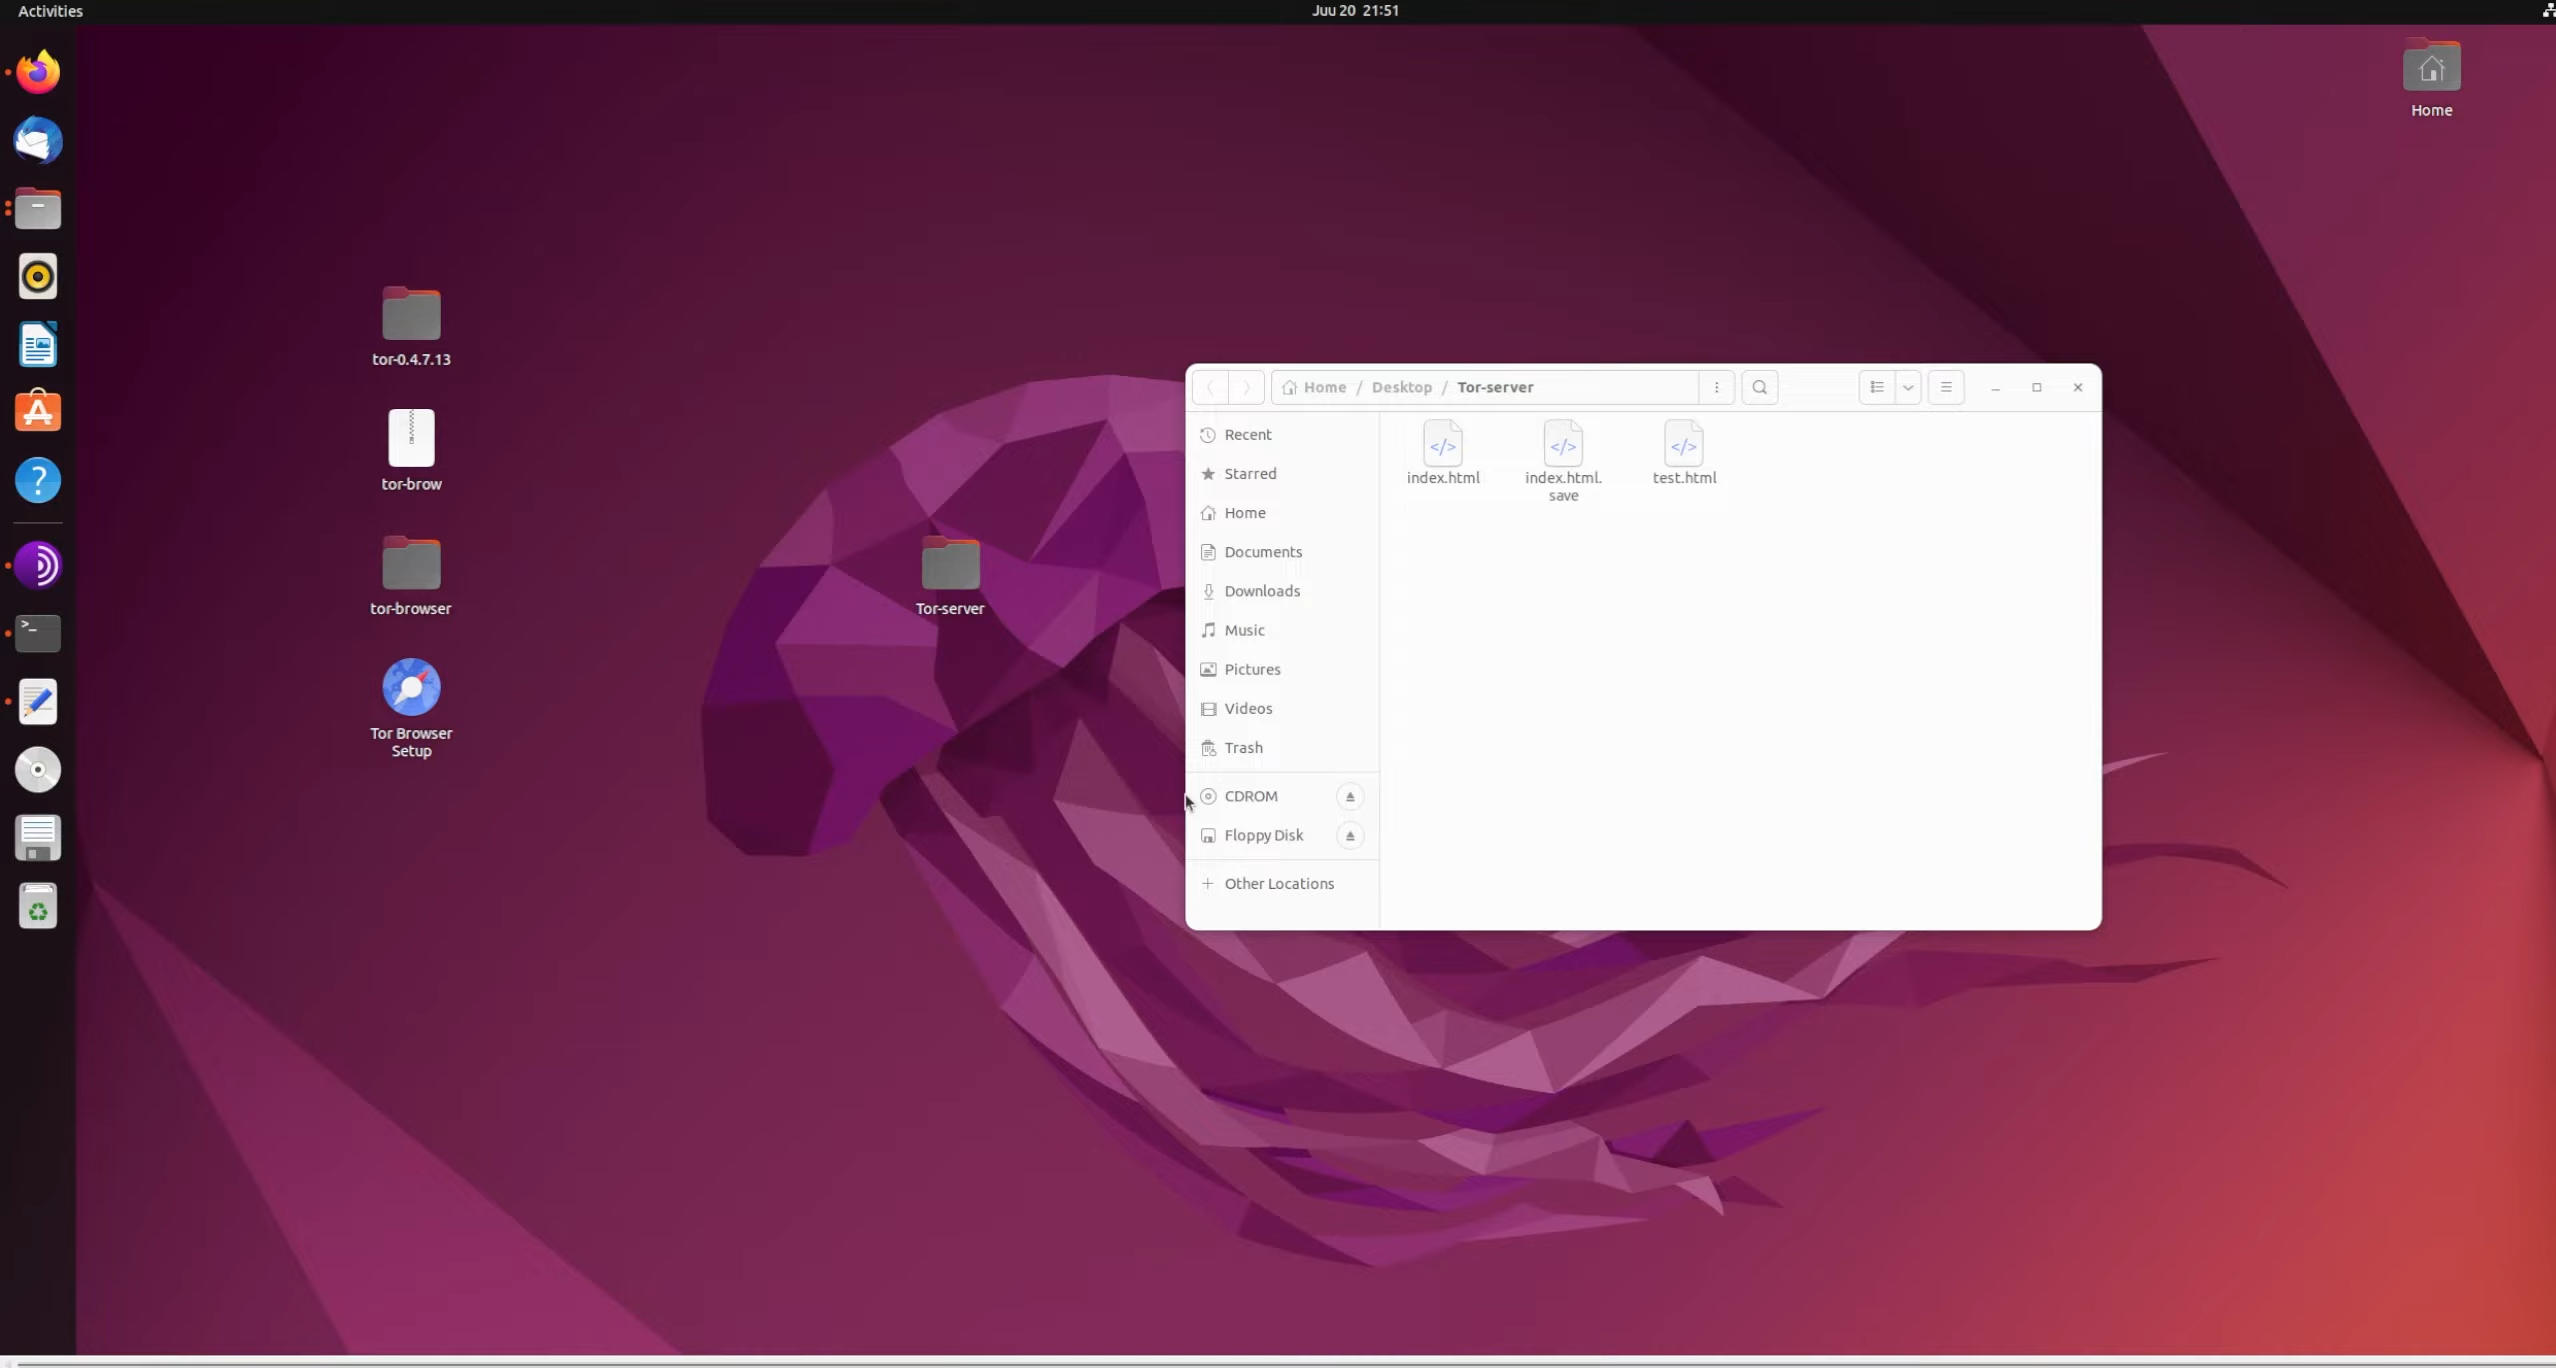 Activities
Juu 20 21:51
Home
tor-0.4.7.13
tor-brow
tor-browser
Tor Browser
Setup
Tor-server
Home / Desktop / Tor-server
Recent
Starred
Home
Documents
Downloads
Music
Pictures
Videos
Trash
CDROM
Floppy Disk
Other Locations
index.html
index.html.
save
test.html